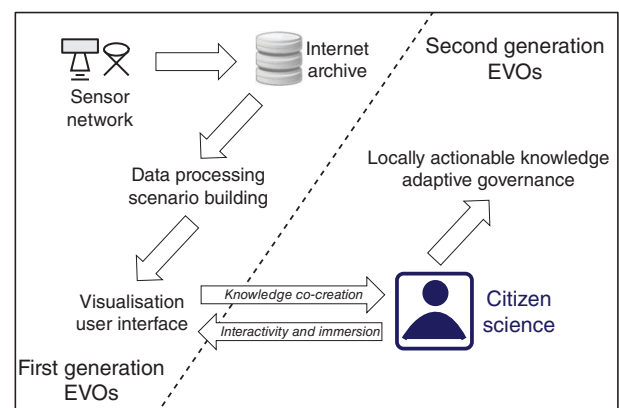 Sensor
network
Internet
archive
Second generation
EVOs
Data processing
scenario building
Locally actionable knowledge
adaptive governance
Visualisation
user interface
Knowledge co-creation
Interactivity and immersion
Citizen
science
First generation
EVOs